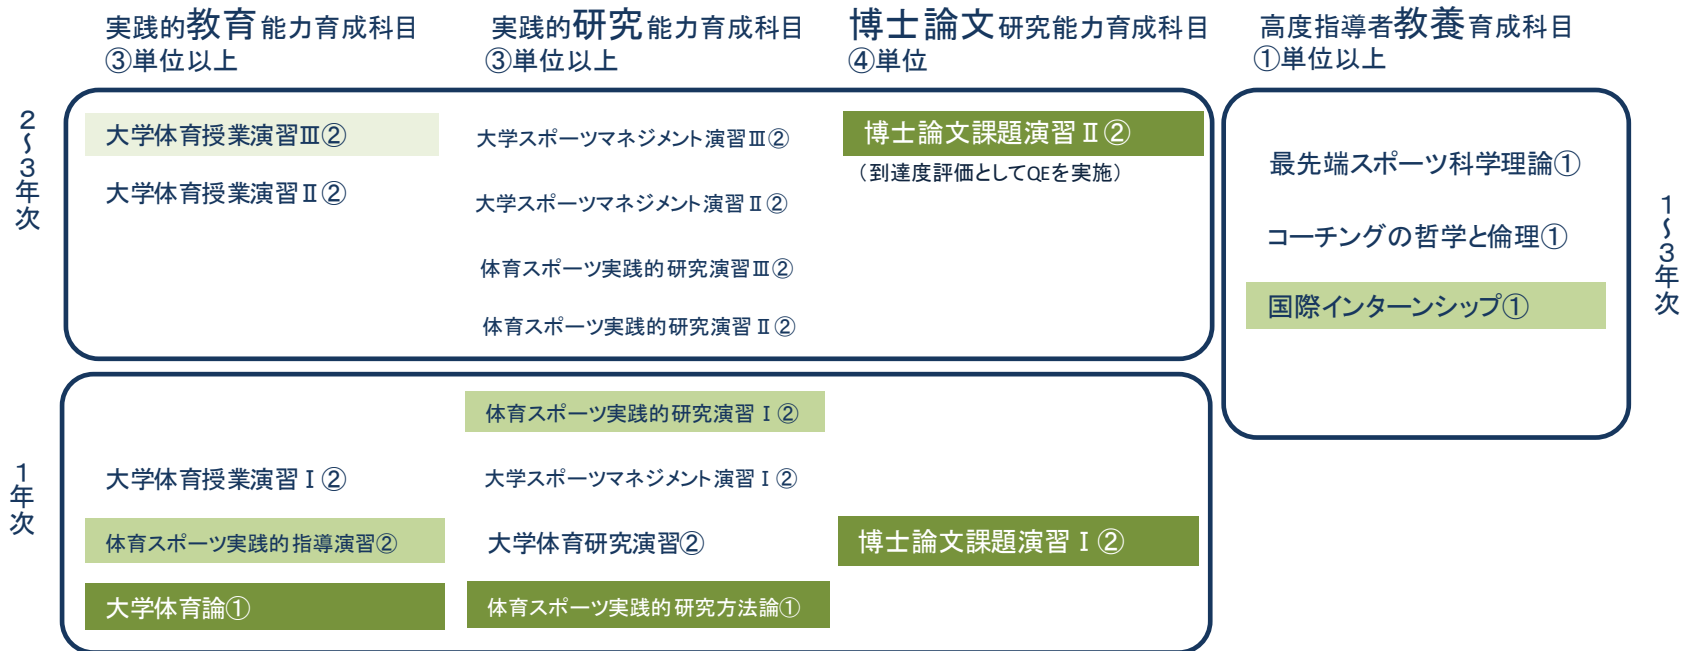 実践的教育能力育成科目
③単位以上
実践的研究能力育成科目
③単位以上
博士論文研究能力育成科目
④単位
高度指導者教養育成科目
①単位以上
2~3年次
大学体育授業演習Ⅲ②
大学体育授業演習Ⅱ②
大学スポーツマネジメント演習Ⅲ②
大学スポーツマネジメント演習Ⅱ②
体育スポーツ実践的研究演習Ⅲ②
体育スポーツ実践的研究演習Ⅱ②
博士論文課題演習Ⅱ②
(到達度評価としてQEを実施)
最先端スポーツ科学理論①
コーチングの哲学と倫理①
国際インターンシップ①
1~3年次
1年次
大学体育授業演習Ⅰ②
体育スポーツ実践的指導演習②
大学体育論①
体育スポーツ実践的研究演習Ⅰ②
大学スポーツマネジメント演習Ⅰ②
大学体育研究演習②
体育スポーツ実践的研究方法論①
博士論文課題演習Ⅰ②